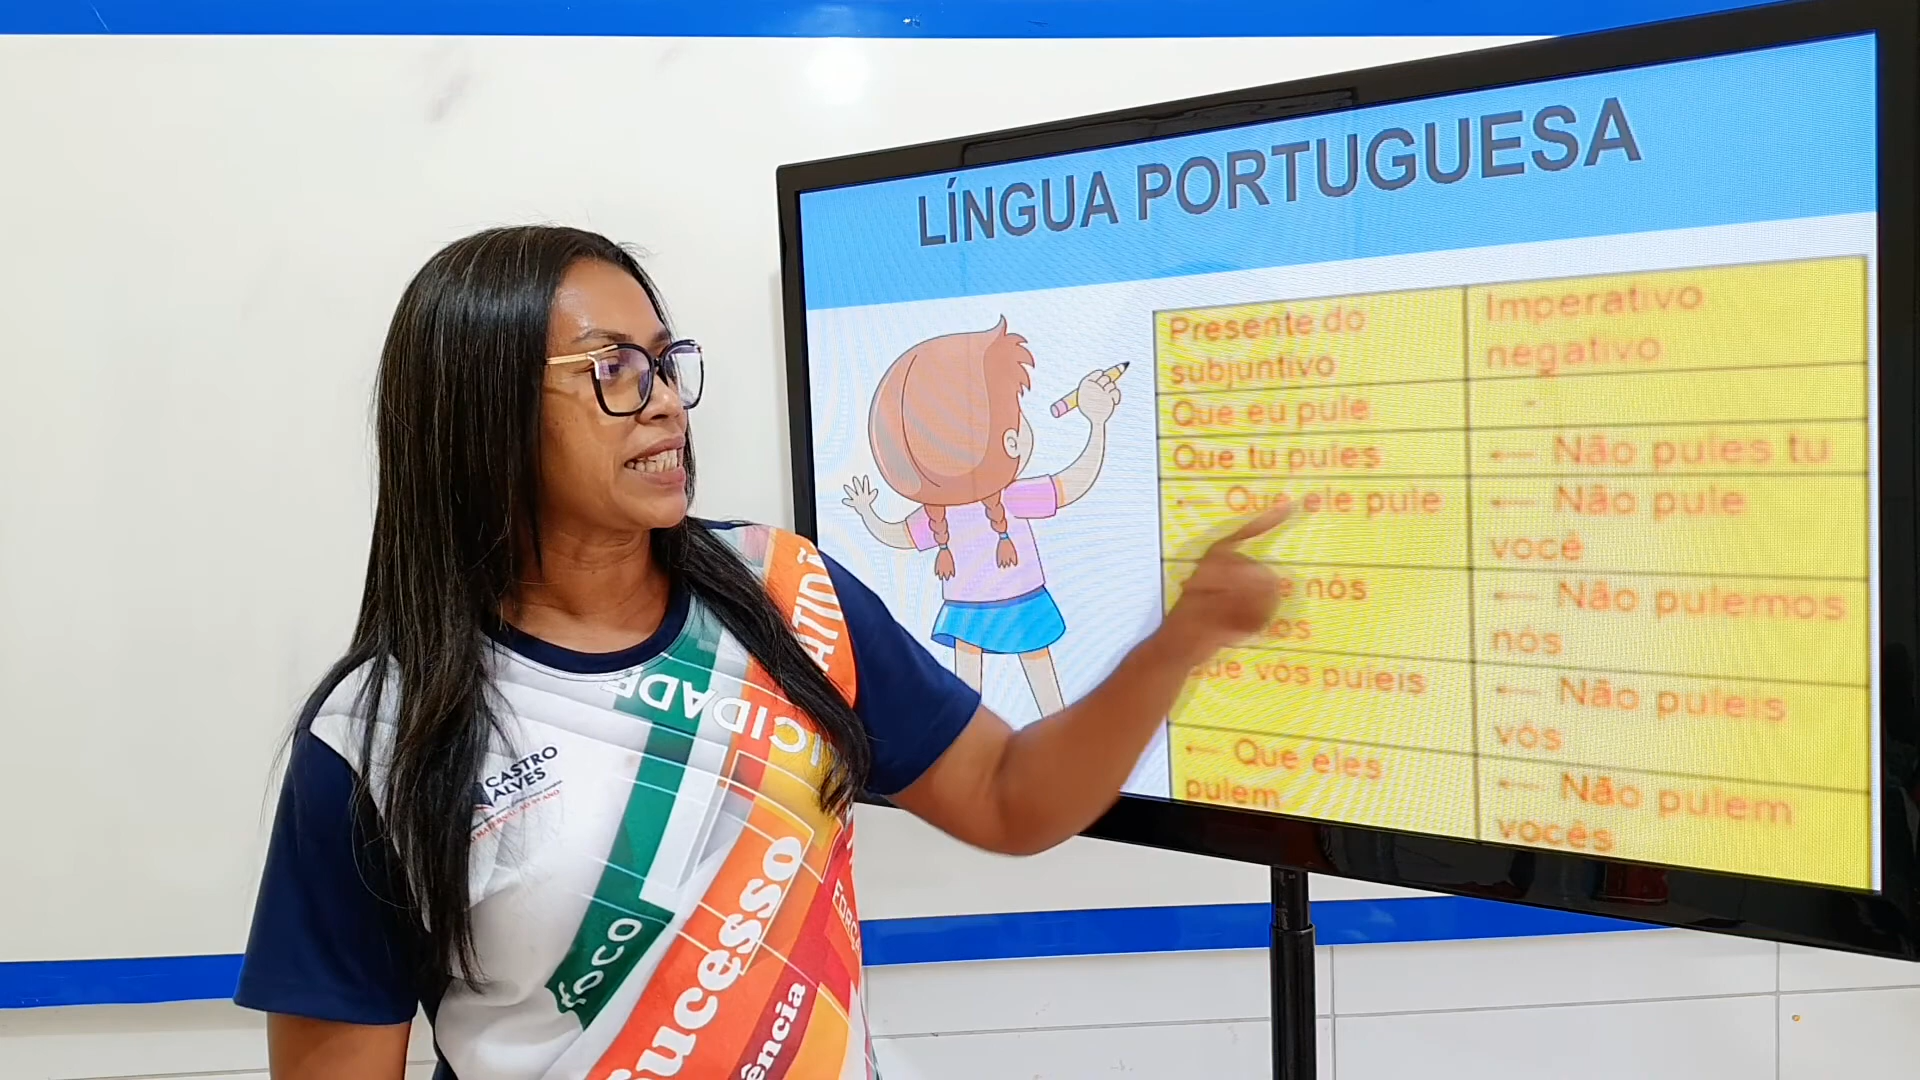 LÍNGUA PORTUGUESA
Presente do
subjuntivo
Imperativo
negativo
Que eu pule
-
Que tu pules
← Não pules tu
← Que ele pule
← Não pule
você
nós
← Não pulemos
nós
vós puleis
← Não puleis
vós
← Que eles
pulem
← Não pulem
vocês
CASTRO
ALVES
foco
Sucesso